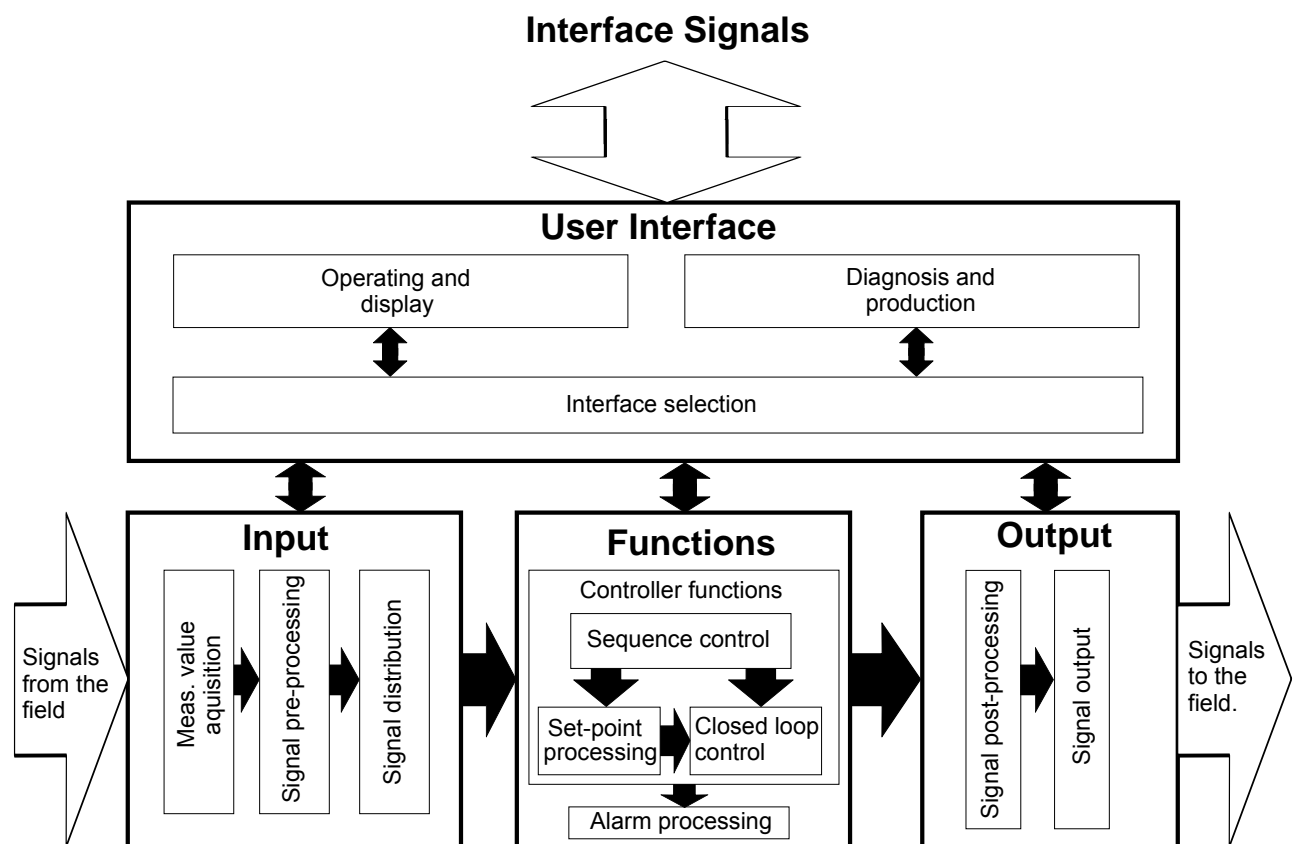 Interface Signals
User Interface
Operating and
display
Diagnosis and
production
Interface selection
Signals
from the
field
Input
Meas. value
aquisition
Signal pre-processing
Signal distribution
Functions
Controller functions
Sequence control
Set-point
processing
Closed loop
control
Alarm processing
Output
Signal post-processing
Signal output
Signals
to the
field.